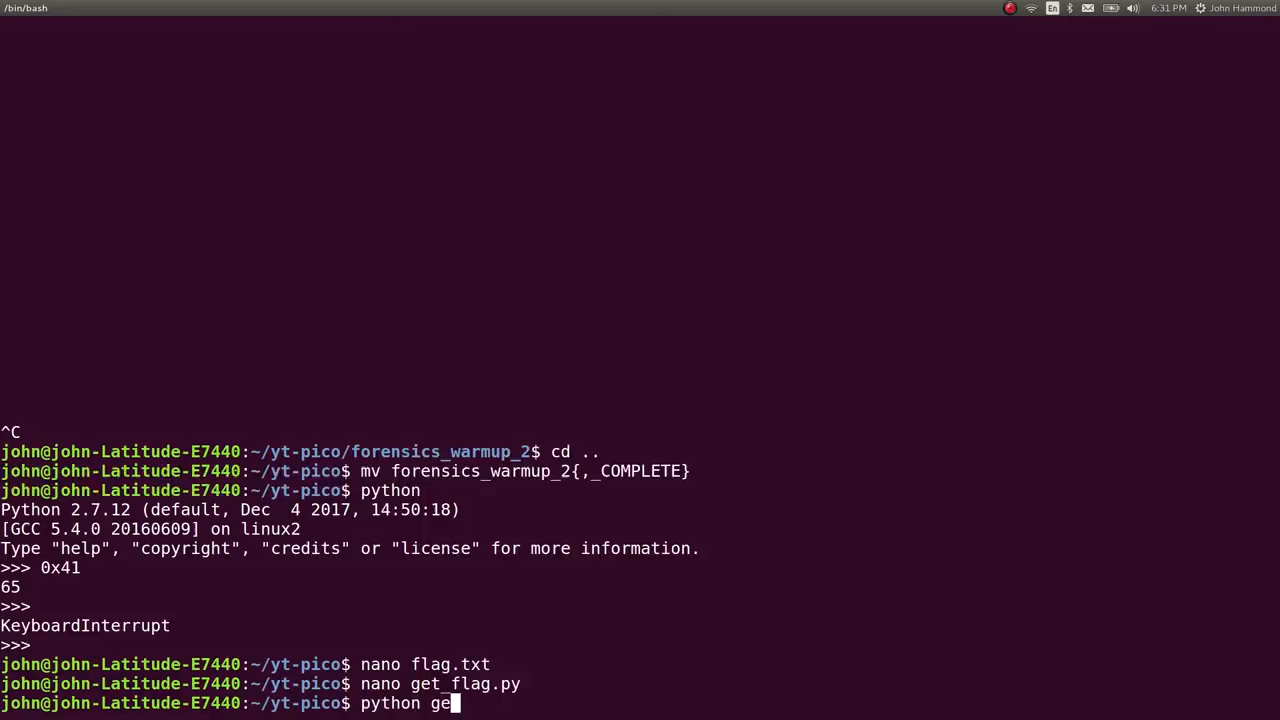 /bin/bash
En
6:31 PM
John Hammond
^C
john@john-Latitude-E7440:~/yt-pico/forensics_warmup_2$ cd ..
john@john-Latitude-E7440:~/yt-pico$ mv forensics_warmup_2{,_COMPLETE}
john@john-Latitude-E7440:~/yt-pico$ python
Python 2.7.12 (default, Dec  4 2017, 14:50:18)
[GCC 5.4.0 20160609] on linux2
Type "help", "copyright", "credits" or "license" for more information.
>>> 0x41
65
>>>
KeyboardInterrupt
>>>
john@john-Latitude-E7440:~/yt-pico$ nano flag.txt
john@john-Latitude-E7440:~/yt-pico$ nano get_flag.py
john@john-Latitude-E7440:~/yt-pico$ python ge